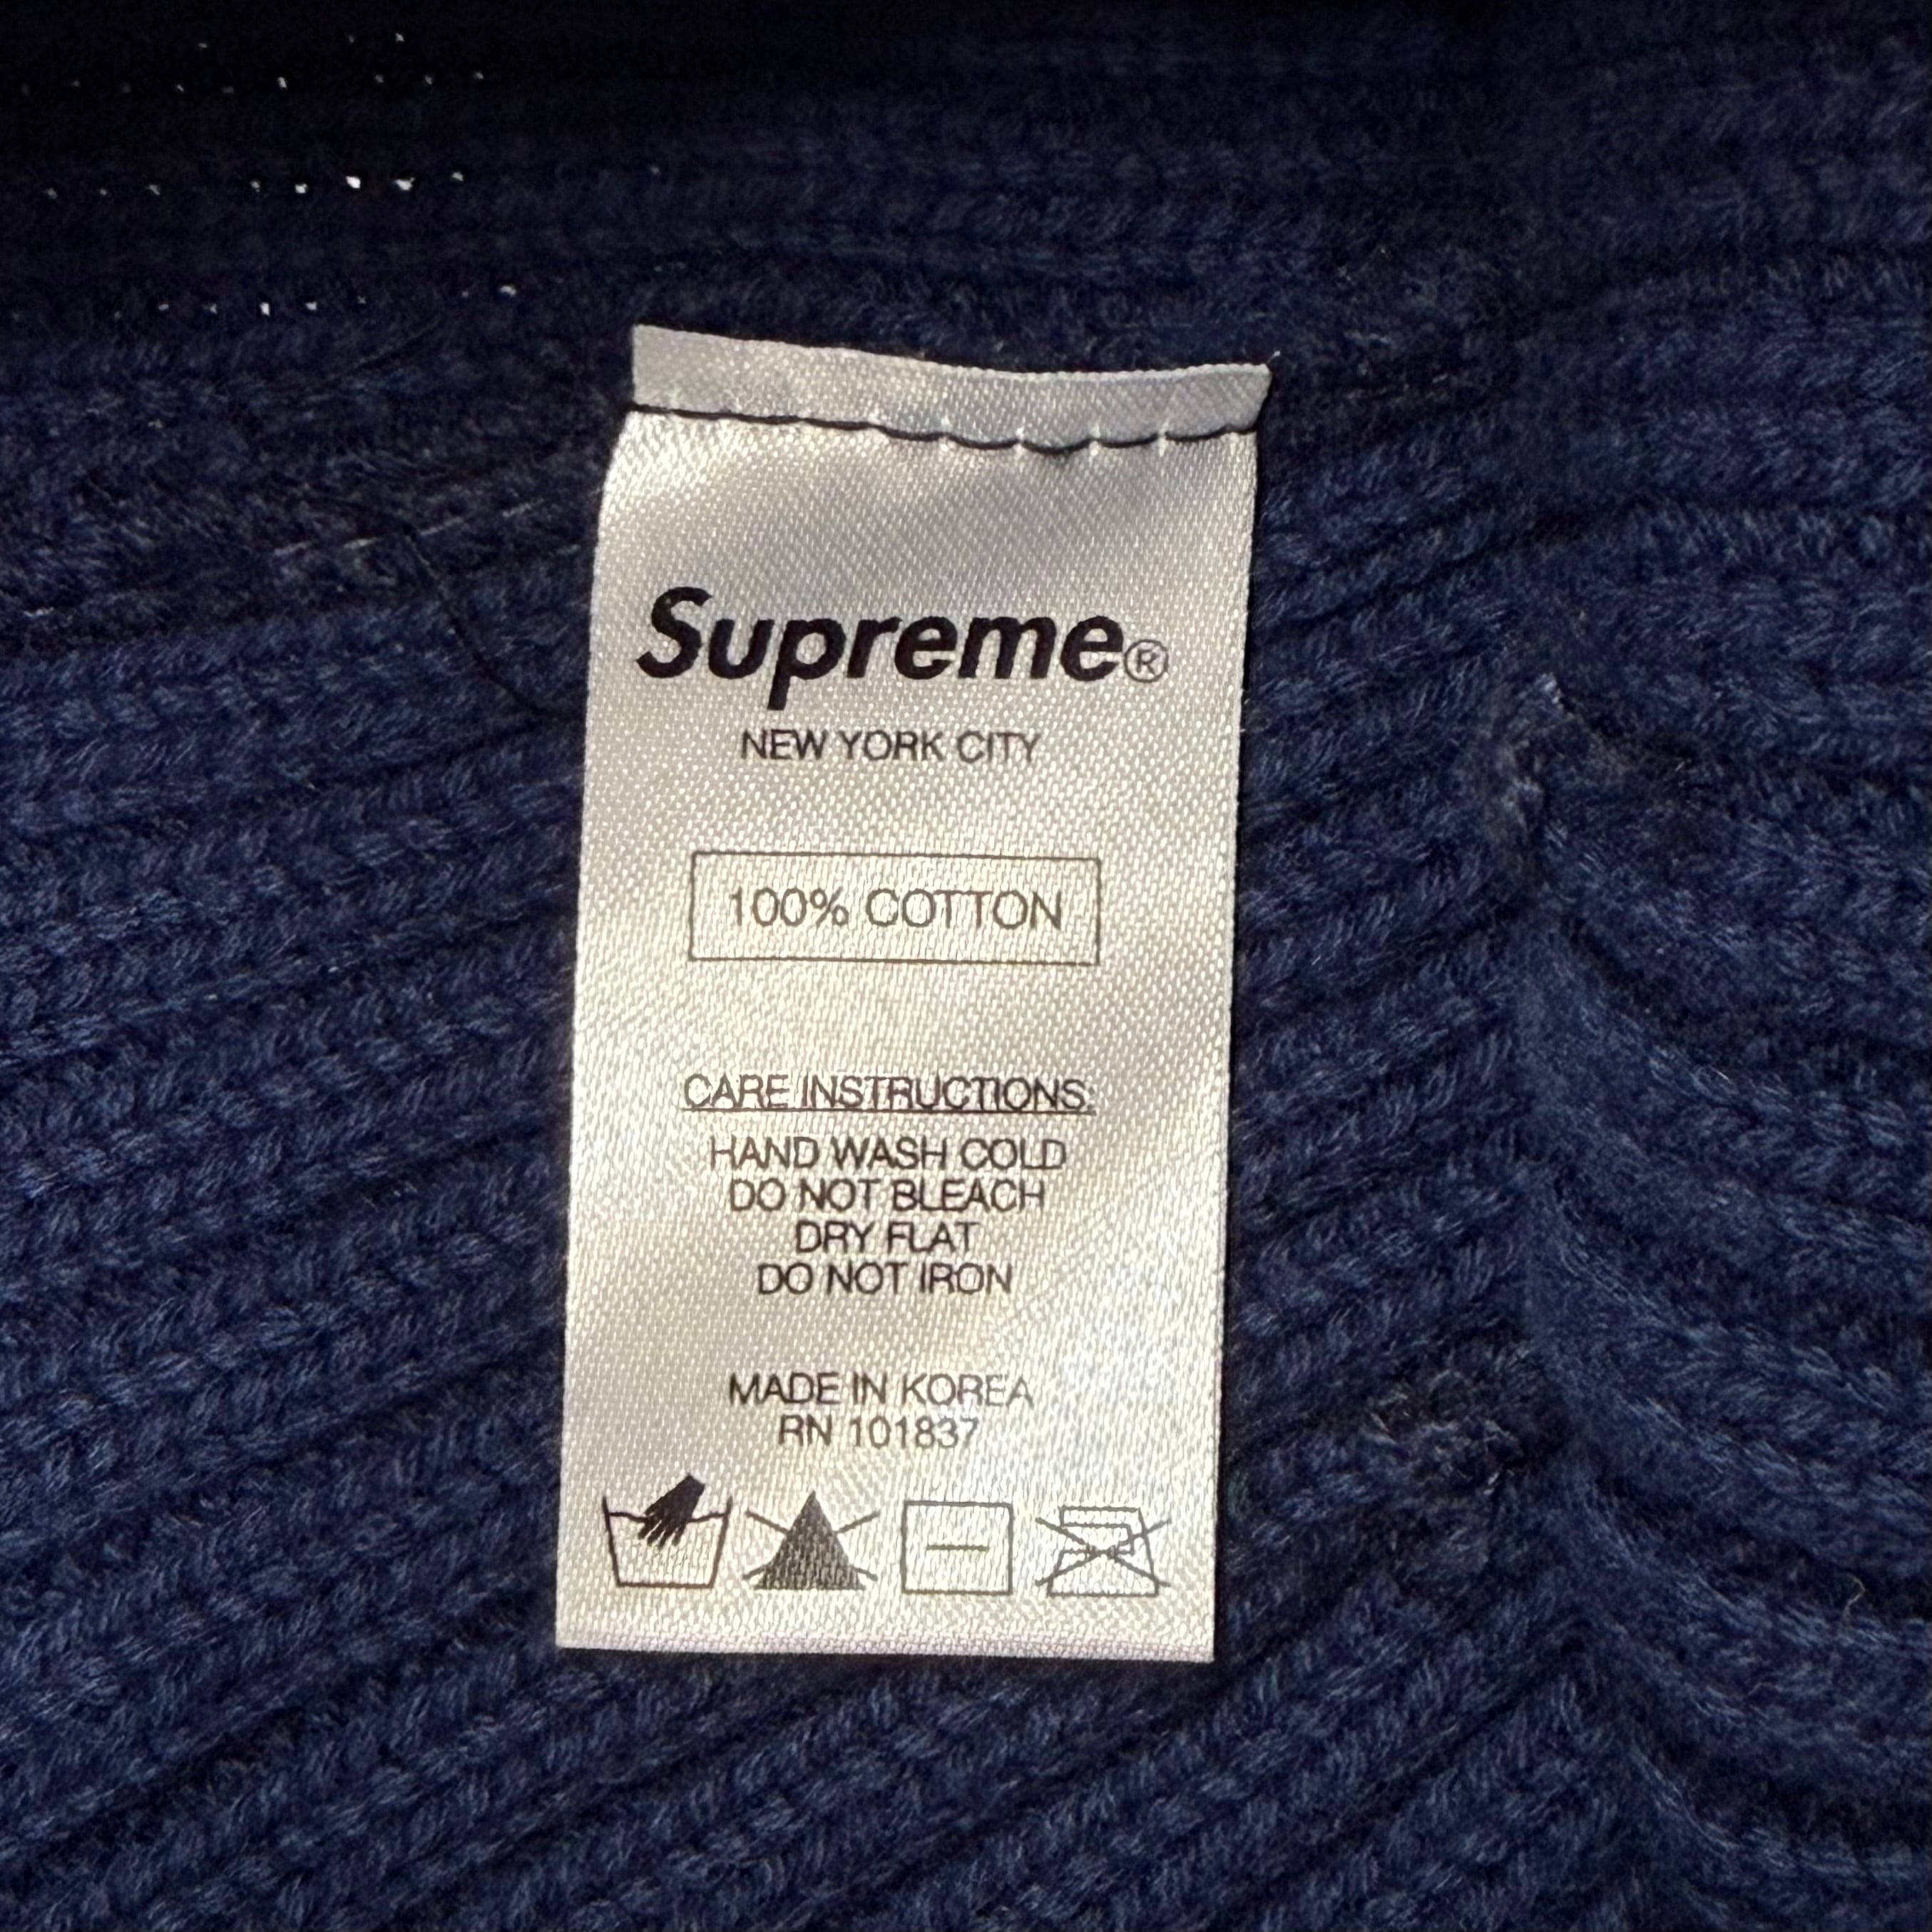 Supreme®
NEW YORK CITY
100% COTTON
CARE INSTRUCTIONS:
HAND WASH COLD
DO NOT BLEACH
DRY FLAT
DO NOT IRON
MADE IN KOREA
RN 101837